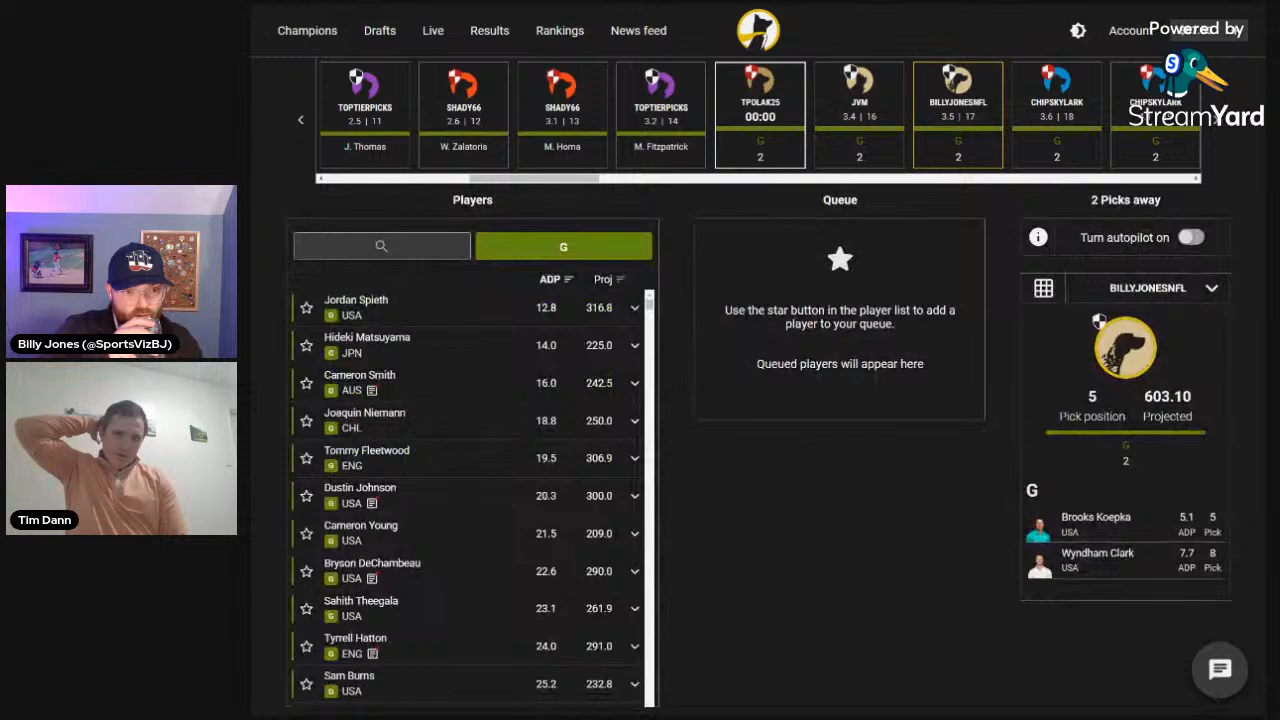 Champions
Drafts
Live
Results
Rankings
News feed
Account
Powered by
S
StreamYard
TOPTIERPICKS
2.5 | 11
J. Thomas
SHADY66
2.6 | 12
W. Zalatoris
SHADY66
3.1 | 13
M. Homa
TOPTIERPICKS
3.2 | 14
M. Fitzpatrick
TPOLAK25
00:00
G
2
JVM
3.4 | 16
G
2
BILLYJONESNFL
3.5 | 17
G
2
CHIPSKYLARK
3.6 | 18
G
2
CHIPSKYLARK
G
2
Players
Queue
2 Picks away
G
ADP
Proj
Jordan Spieth
G USA
12.8
316.8
Hideki Matsuyama
G JPN
14.0
225.0
Cameron Smith
G AUS
16.0
242.5
Joaquin Niemann
G CHL
18.8
250.0
Tommy Fleetwood
G ENG
19.5
306.9
Dustin Johnson
G USA
20.3
300.0
Cameron Young
G USA
21.5
209.0
Bryson DeChambeau
G USA
22.6
290.0
Sahith Theegala
G USA
23.1
261.9
Tyrrell Hatton
G ENG
24.0
291.0
Sam Burns
G USA
25.2
232.8
Use the star button in the player list to add a
player to your queue.
Queued players will appear here
Turn autopilot on
BILLYJONESNFL
5
Pick position
603.10
Projected
G
2
G
Brooks Koepka
USA
5.1
ADP
5
Pick
Wyndham Clark
USA
7.7
ADP
8
Pick
Billy Jones (@SportsVizBJ)
Tim Dann